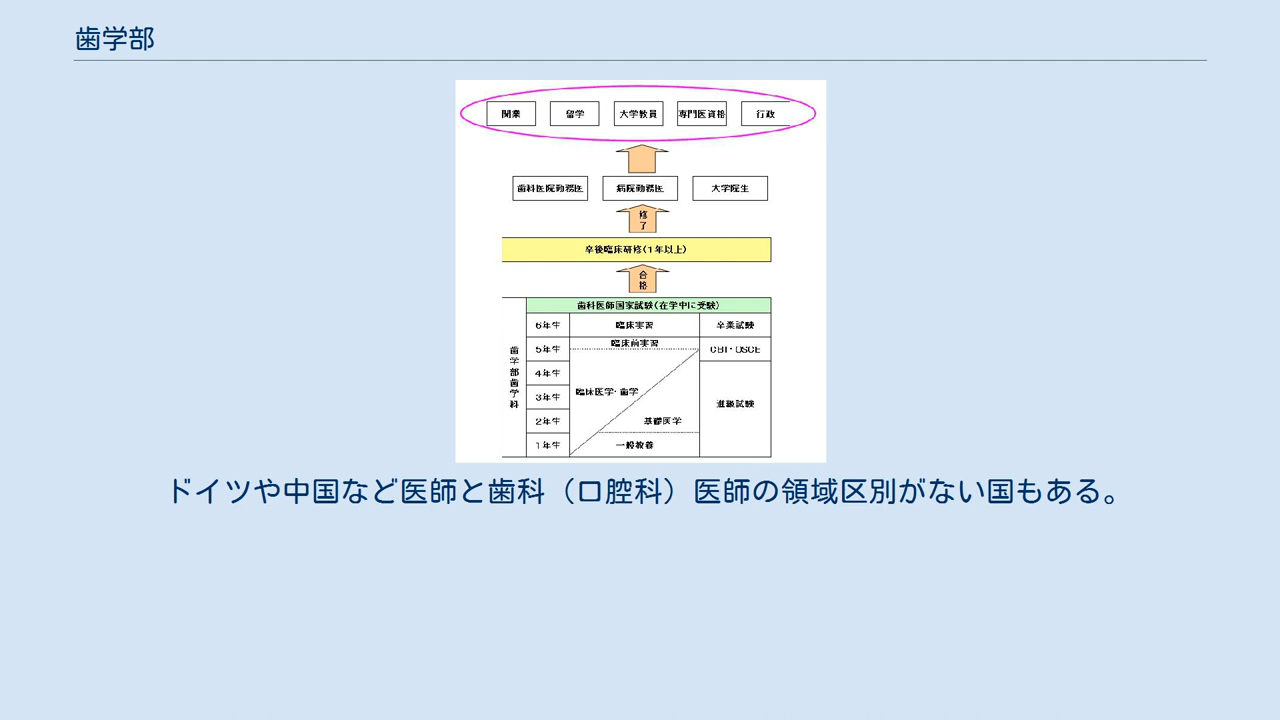 歯学部
開業 留学 大学教員 専門医資格 行政
歯科医院勤務医 病院勤務医 大学院生
修了
卒後臨床研修(1年以上)
合格
歯科医師国家試験(在学中に受験)
歯学部歯学科
6年生 臨床実習 卒業試験
臨床前実習
5年生 CBT・OSCE
4年生
臨床医学・歯学
3年生 進級試験
2年生 基礎医学
1年生 一般教養
ドイツや中国など医師と歯科（口腔科）医師の領域区別がない国もある。